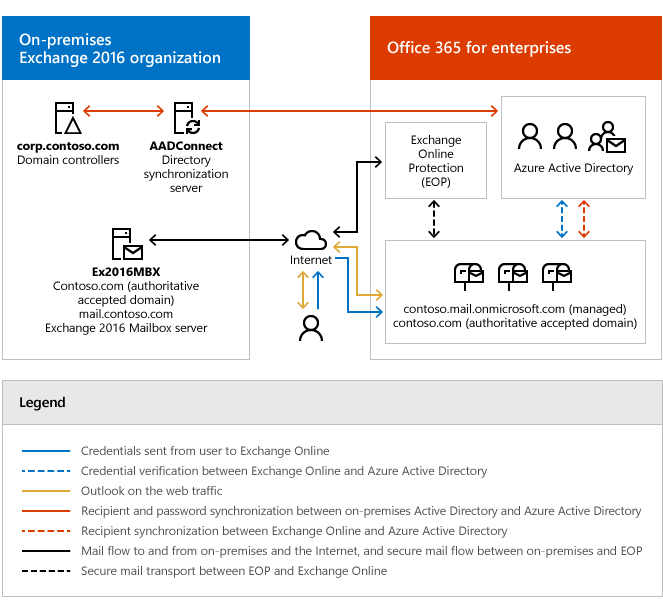 On-premises
Exchange 2016 organization
Office 365 for enterprises
corp.contoso.com
Domain controllers
AADConnect
Directory
synchronization
server
Exchange
Online
Protection
(EOP)
Azure Active Directory
Ex2016MBX
Contoso.com (authoritative
accepted domain)
mail.contoso.com
Exchange 2016 Mailbox server
Internet
contoso.mail.onmicrosoft.com (managed)
contoso.com (authoritative accepted domain)
Legend
Credentials sent from user to Exchange Online
Credential verification between Exchange Online and Azure Active Directory
Outlook on the web traffic
Recipient and password synchronization between on-premises Active Directory and Azure Active Directory
Recipient synchronization between Exchange Online and Azure Active Directory
Mail flow to and from on-premises and the Internet, and secure mail flow between on-premises and EOP
Secure mail transport between EOP and Exchange Online